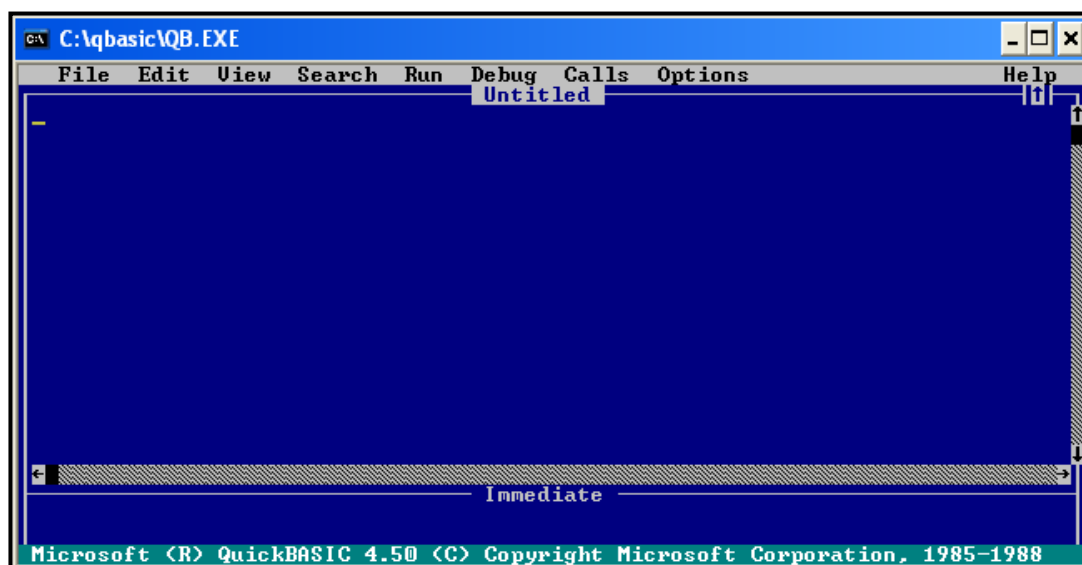 C:\qbasic\QB.EXE
File Edit View Search Run Debug Calls Options Help
Untitled
Immediate
Microsoft (R) QuickBASIC 4.50 (C) Copyright Microsoft Corporation, 1985-1988